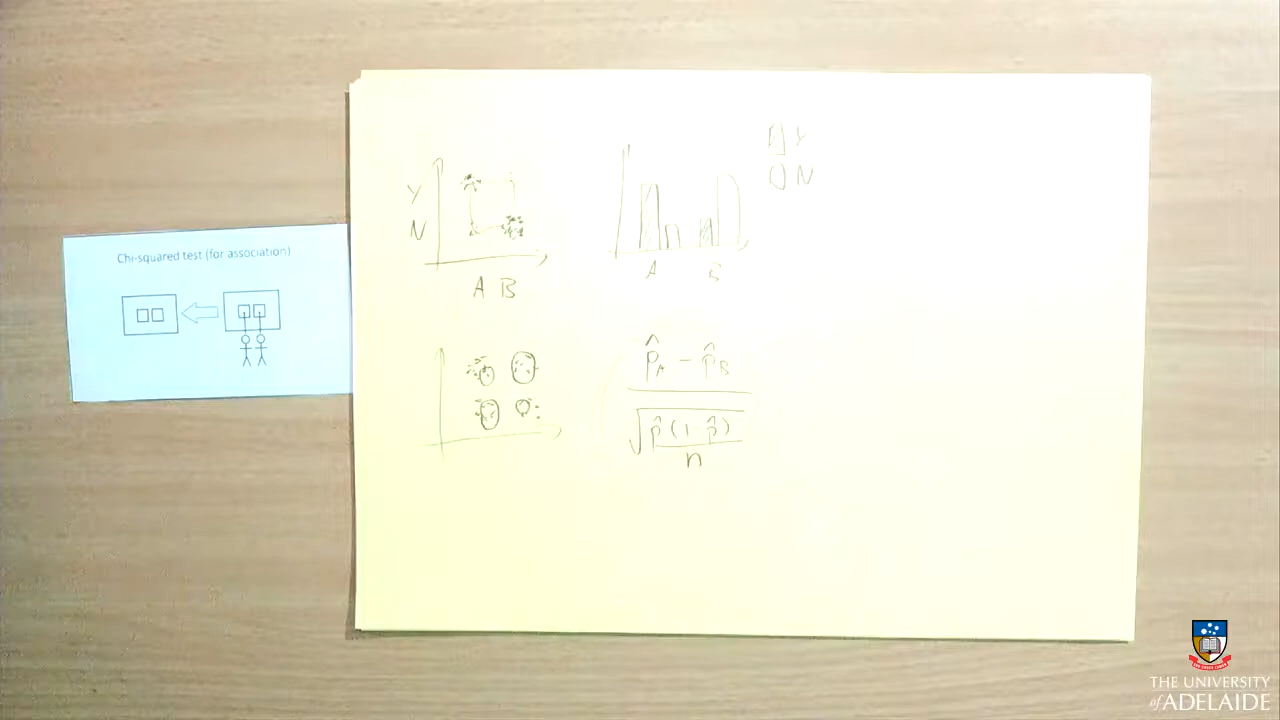 Chi-squared test (for association)
Y
N
A B
Y
N
A B
p̂A - p̂B
√p̂(1 p̂)
n
THE UNIVERSITY
of ADELAIDE